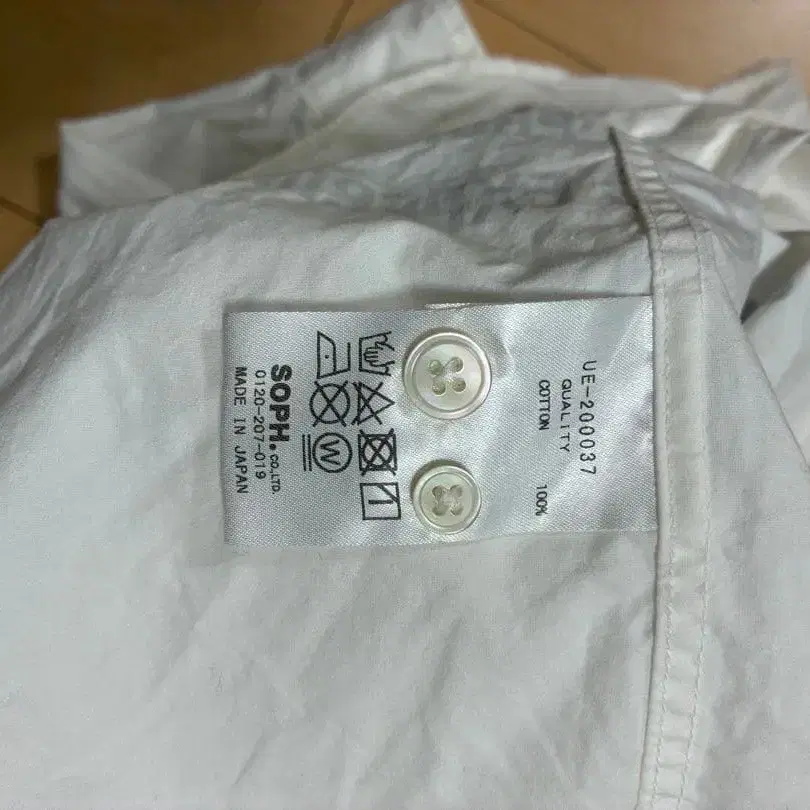 UE-200037
QUALITY
COTTON 100%
W
SOPH. CO.,LTD.
0120-207-019
MADE IN JAPAN